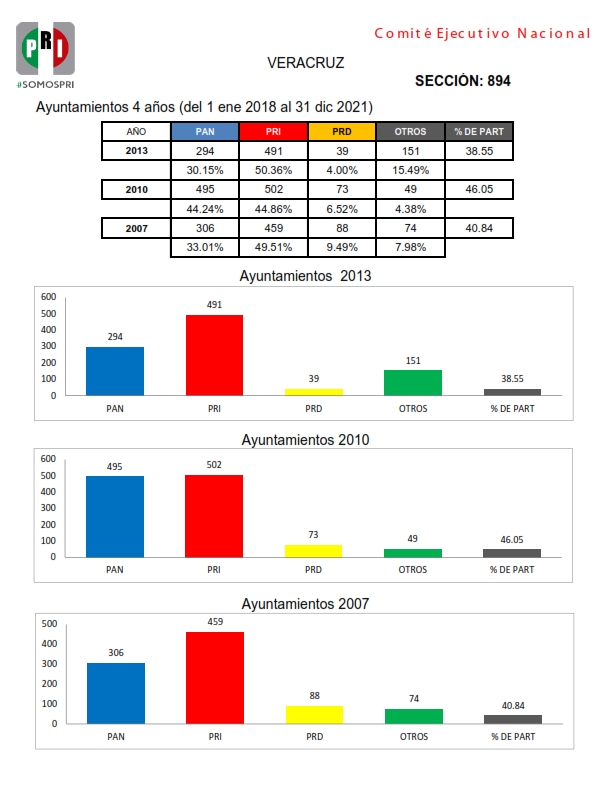 Comité Ejecutivo Nacional
PRI
#SOMOSPRI
VERACRUZ
SECCIÓN: 894
Ayuntamientos 4 años (del 1 ene 2018 al 31 dic 2021)
AÑO PAN PRI PRD OTROS % DE PART
2013 294 491 39 151 38.55
30.15% 50.36% 4.00% 15.49%
2010 495 502 73 49 46.05
44.24% 44.86% 6.52% 4.38%
2007 306 459 88 74 40.84
33.01% 49.51% 9.49% 7.98%
Ayuntamientos 2013
600
500
400
300
200
100
0
294 491 39 151 38.55
PAN PRI PRD OTROS % DE PART
Ayuntamientos 2010
600
500
400
300
200
100
0
495 502 73 49 46.05
PAN PRI PRD OTROS % DE PART
Ayuntamientos 2007
500
400
300
200
100
0
306 459 88 74 40.84
PAN PRI PRD OTROS % DE PART